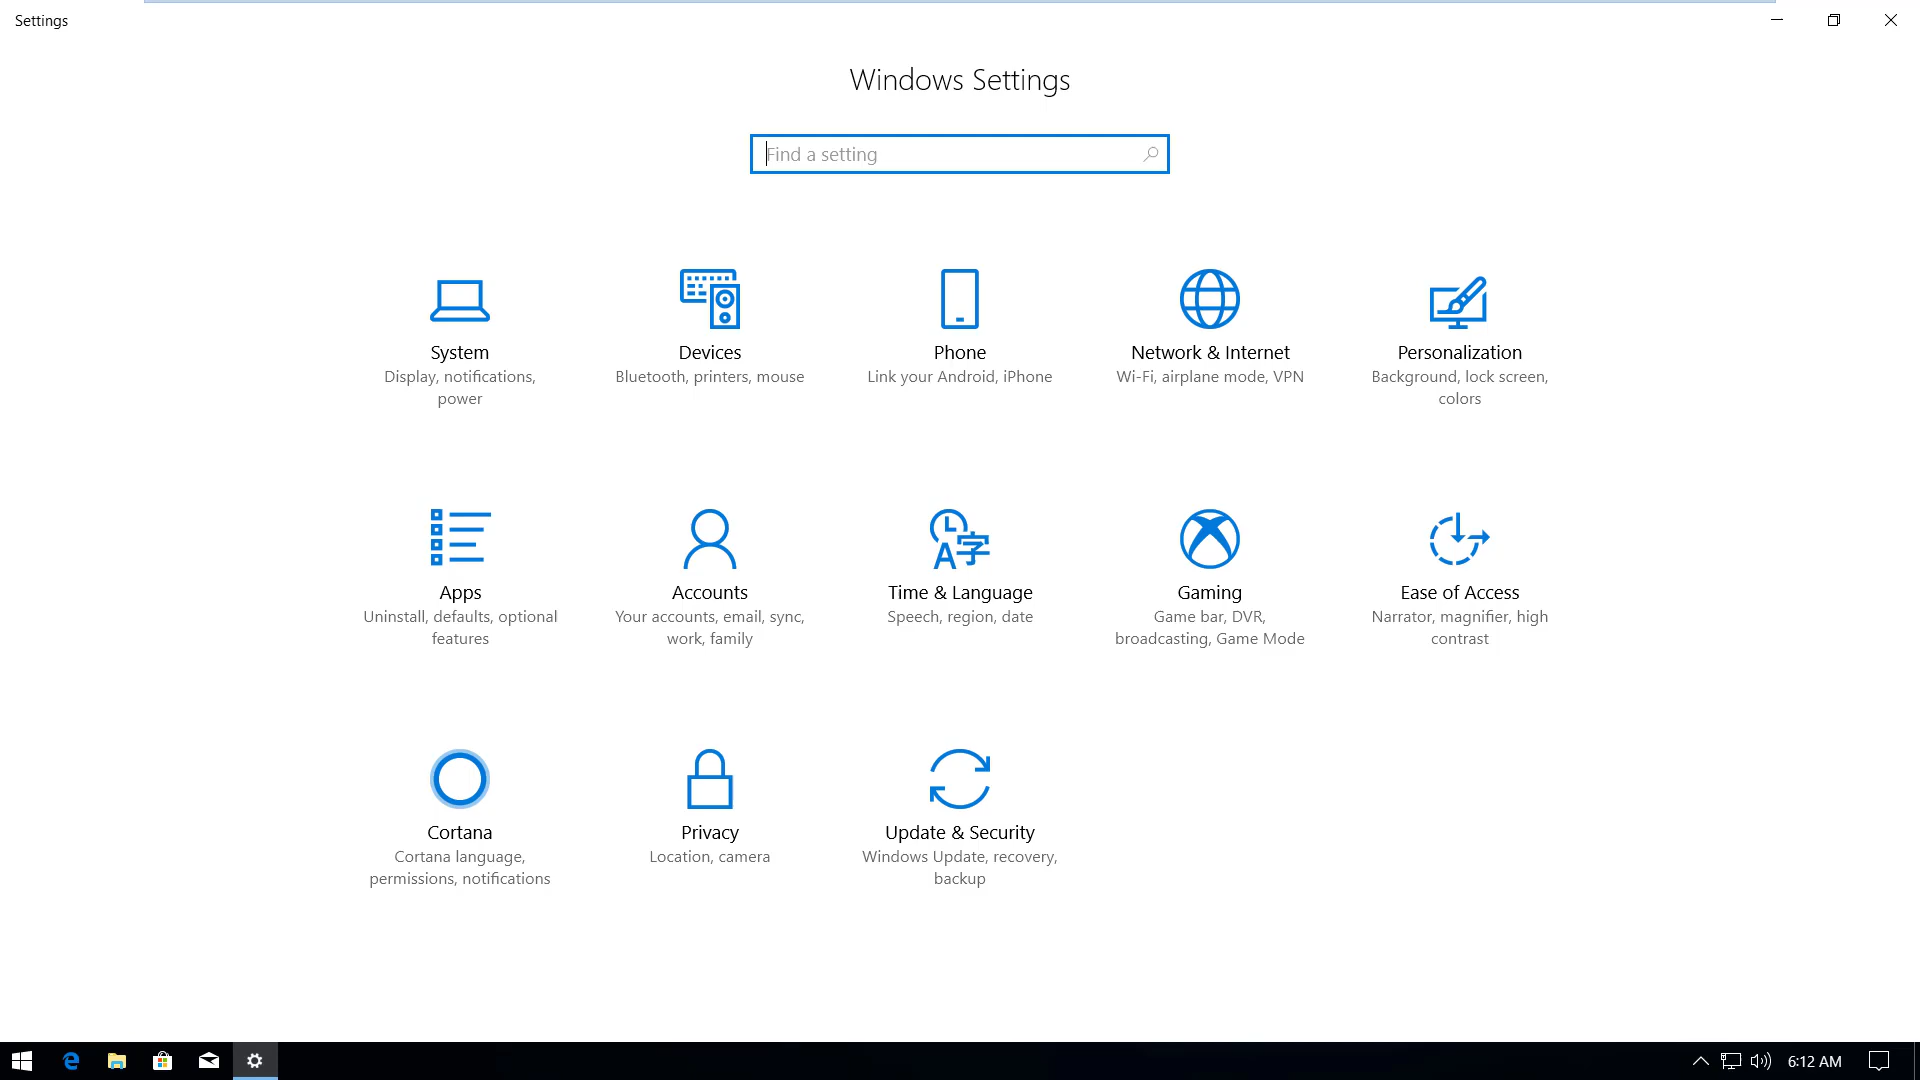 Settings
Windows Settings
Find a setting
System
Display, notifications,
power
Devices
Bluetooth, printers, mouse
Phone
Link your Android, iPhone
Network & Internet
Wi-Fi, airplane mode, VPN
Personalization
Background, lock screen,
colors
Apps
Uninstall, defaults, optional
features
Accounts
Your accounts, email, sync,
work, family
Time & Language
Speech, region, date
Gaming
Game bar, DVR,
broadcasting, Game Mode
Ease of Access
Narrator, magnifier, high
contrast
Cortana
Cortana language,
permissions, notifications
Privacy
Location, camera
Update & Security
Windows Update, recovery,
backup
6:12 AM